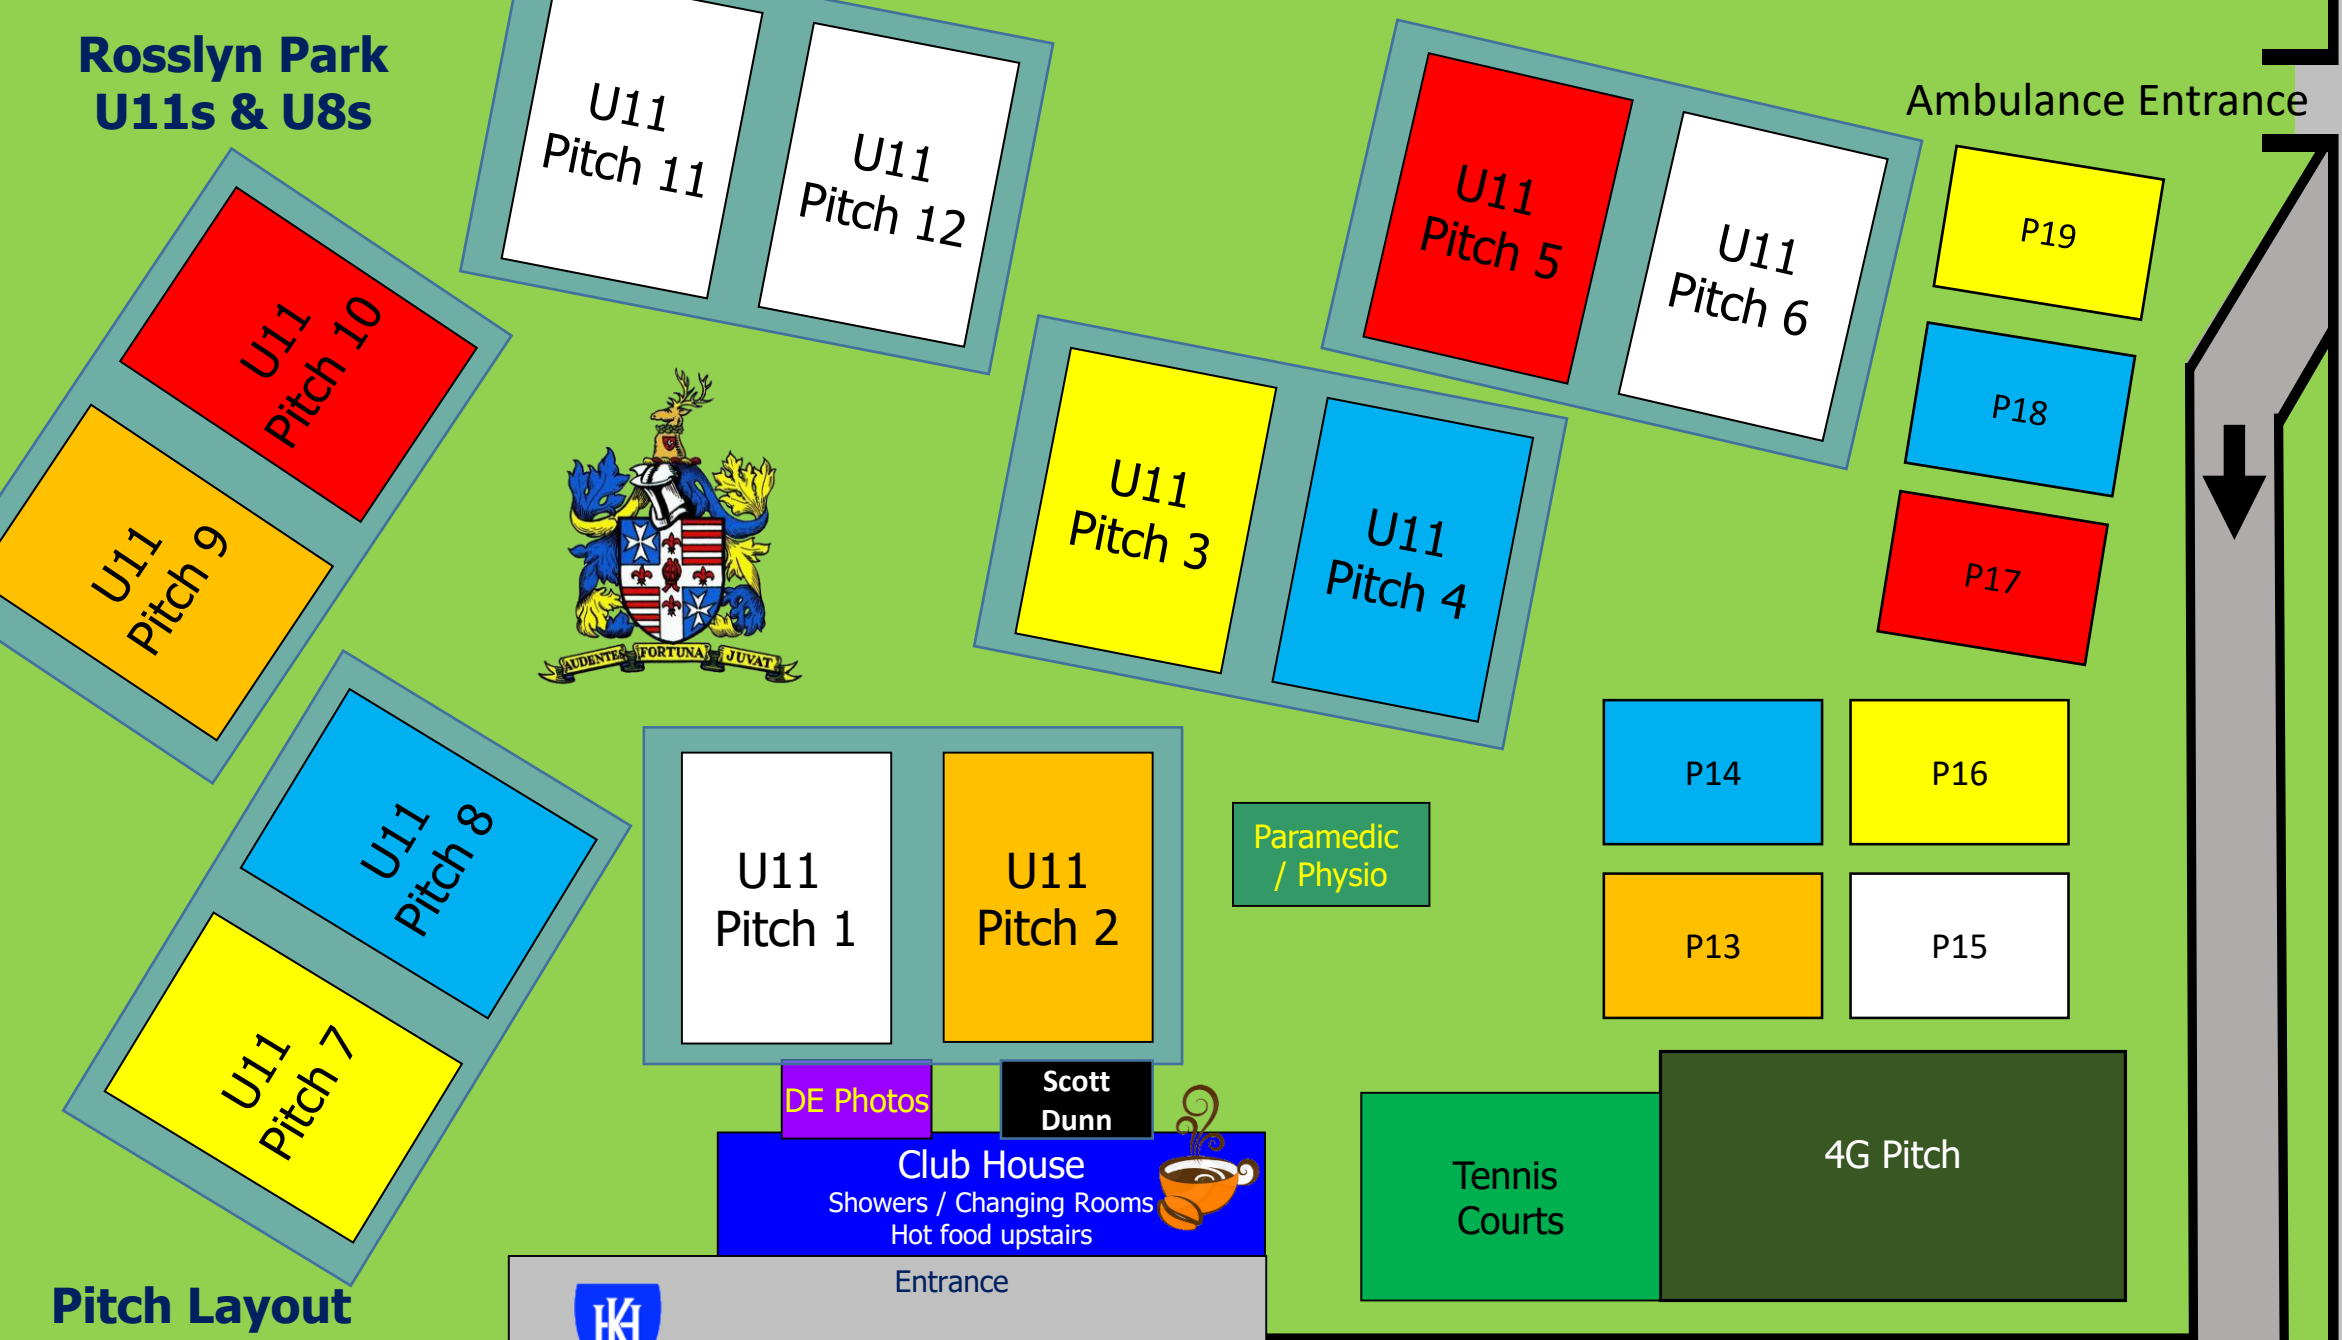 Rosslyn Park
U11s & U8s
U11
Pitch 11
U11
Pitch 12
U11
Pitch 5
U11
Pitch 6
Ambulance Entrance
P19
P18
P17
U11
Pitch 10
U11
Pitch 9
AUDENTES FORTUNA JUVAT
U11
Pitch 3
U11
Pitch 4
U11
Pitch 8
U11
Pitch 7
U11
Pitch 1
U11
Pitch 2
Paramedic
/ Physio
P14
P16
P13
P15
DE Photos
Scott
Dunn
Club House
Showers / Changing Rooms
Hot food upstairs
Entrance
Tennis
Courts
4G Pitch
Pitch Layout